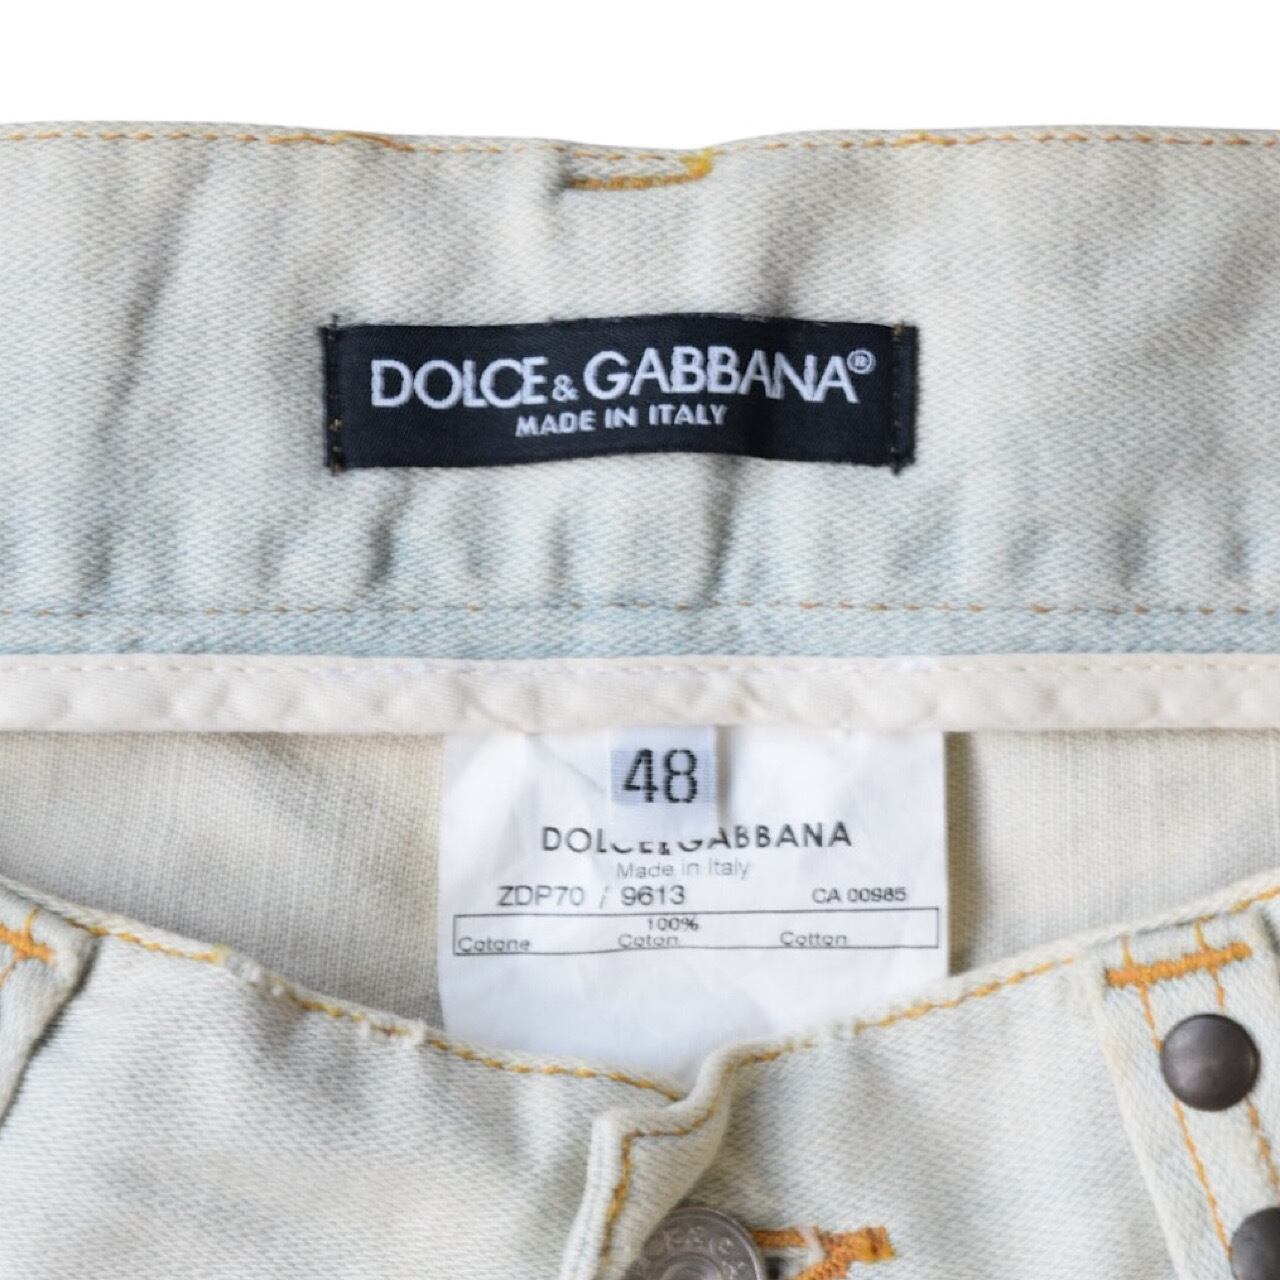 DOLCE & GABBANA®
MADE IN ITALY
48
DOLCE & GABBANA
Made in Italy
ZDP70 / 9613 CA 00985
100%
Cotone Coton Cotton